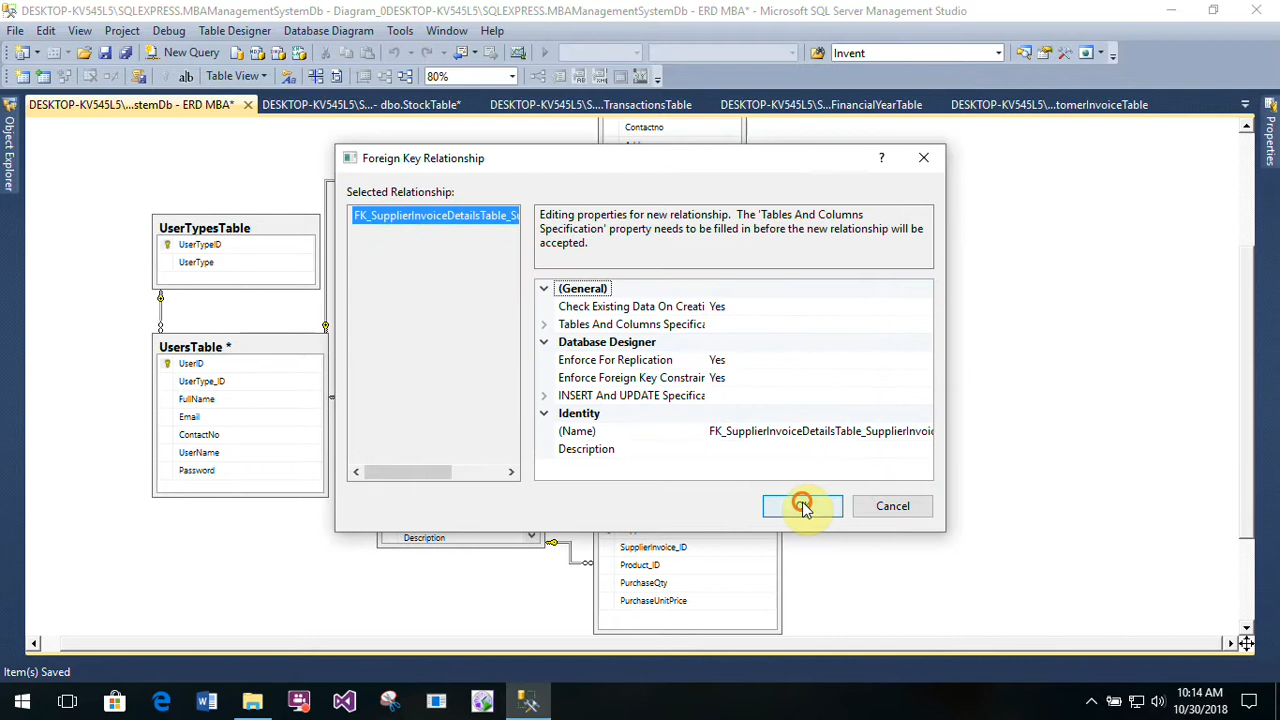 DESKTOP-KV545L5\SQLEXPRESS.MBAManagementSystemDb - Diagram_0DESKTOP-KV545L5\SQLEXPRESS.MBAManagementSystemDb - ERD MBA* - Microsoft SQL Server Management Studio
File Edit View Project Debug Table Designer Database Diagram Tools Window Help
New Query Invent
ab Table View 80%
DESKTOP-KV545L5\...stemDb - ERD MBA* DESKTOP-KV545L5\S...- dbo.StockTable* DESKTOP-KV545L5\S....TransactionsTable DESKTOP-KV545L5\S...FinancialYearTable DESKTOP-KV545L5\...tomerInvoiceTable
Object Explorer
Properties
Contactno
Foreign Key Relationship ?
Selected Relationship:
FK_SupplierInvoiceDetailsTable_Su
Editing properties for new relationship. The 'Tables And Columns
Specification' property needs to be filled in before the new relationship will be
accepted.
(General)
Check Existing Data On Creati Yes
Tables And Columns Specifica
Database Designer
Enforce For Replication Yes
Enforce Foreign Key Constrain Yes
INSERT And UPDATE Specifica
Identity
(Name) FK_SupplierInvoiceDetailsTable_SupplierInvoic
Description
Cancel
UserTypesTable
UserTypeID
UserType
UsersTable *
UserID
UserType_ID
FullName
Email
ContactNo
UserName
Password
Description
SupplierInvoice_ID
Product_ID
PurchaseQty
PurchaseUnitPrice
Item(s) Saved
10:14 AM
10/30/2018